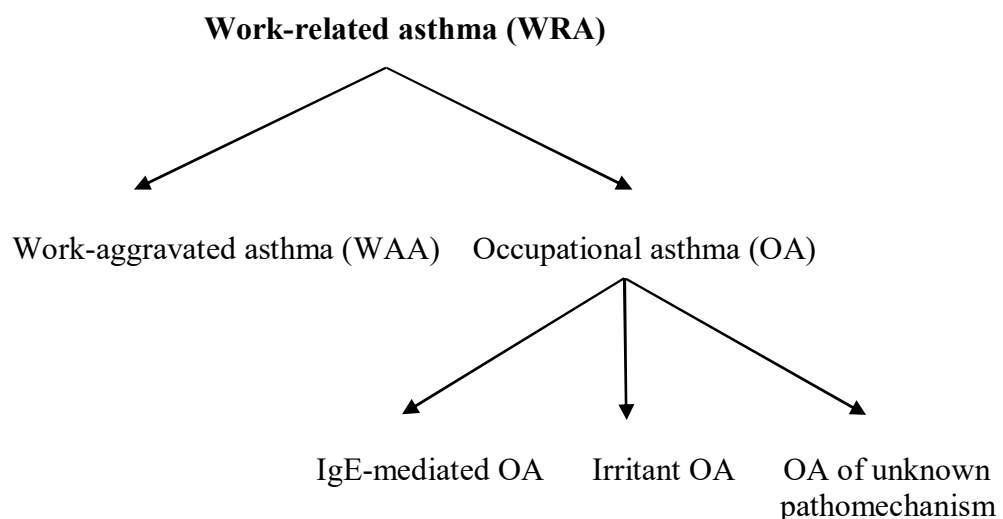 Work-related asthma (WRA)
Work-aggravated asthma (WAA)
Occupational asthma (OA)
IgE-mediated OA
Irritant OA
OA of unknown
pathomechanism